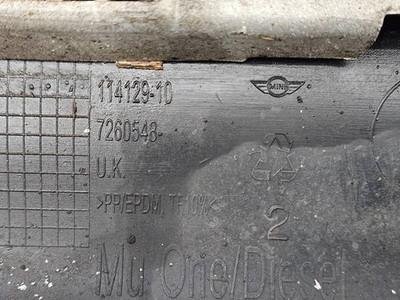 114129-10
MINI
7260548-
U.K.
>PP/EPDM, TF10%<
2
Mu One/Diesel